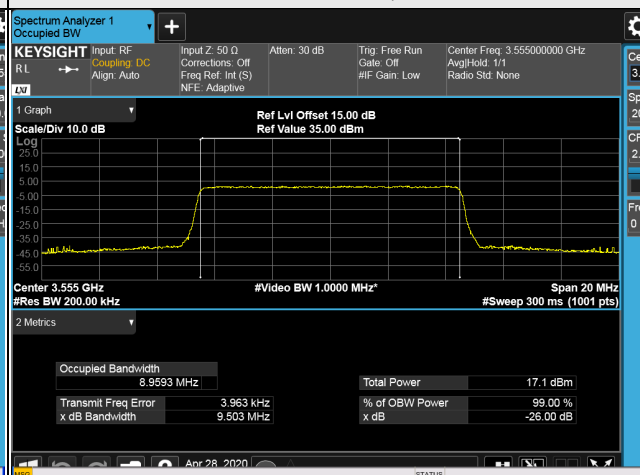 Spectrum Analyzer 1
Occupied BW
KEYSIGHT
RL
LXI
Input: RF
Coupling: DC
Align: Auto
Input Z: 50 Ω
Corrections: Off
Freq Ref: Int (S)
NFE: Adaptive
Atten: 30 dB
Trig: Free Run
Gate: Off
#IF Gain: Low
Center Freq: 3.555000000 GHz
Avg|Hold: 1/1
Radio Std: None
1 Graph
Scale/Div 10.0 dB
Ref Lvl Offset 15.00 dB
Ref Value 35.00 dBm
Log
25.0
15.0
5.00
-5.00
-15.0
-25.0
-35.0
-45.0
-55.0
Center 3.555 GHz
#Res BW 200.00 kHz
#Video BW 1.0000 MHz*
Span 20 MHz
#Sweep 300 ms (1001 pts)
2 Metrics
Occupied Bandwidth
8.9593 MHz
Transmit Freq Error 3.963 kHz
x dB Bandwidth 9.503 MHz
Total Power 17.1 dBm
% of OBW Power 99.00 %
x dB -26.00 dB
Apr 28, 2020
MSG
STATUS